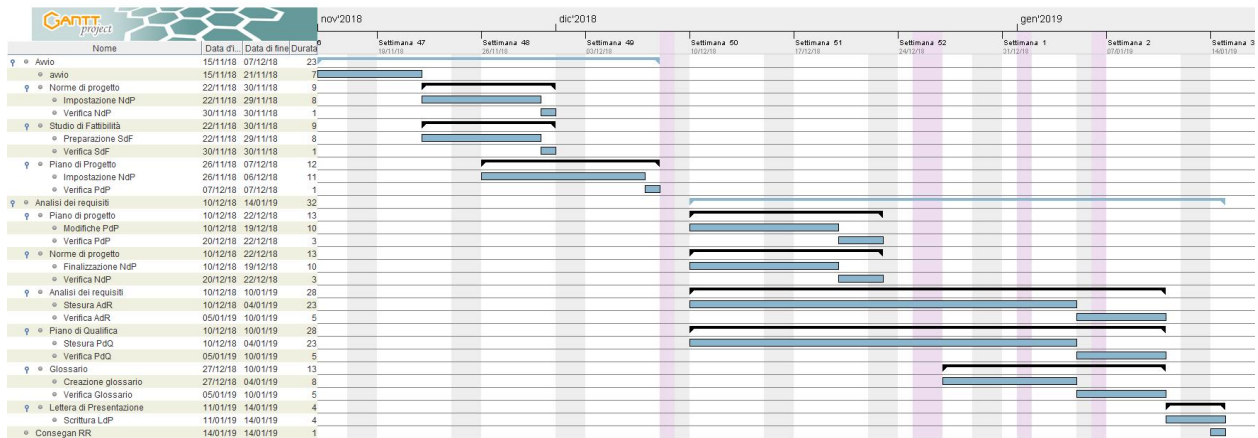 GANTT project
nov'2018 dic'2018 gen'2019
Nome Data d'i... Data di fine Durata
6 Settimana 47 Settimana 48 Settimana 49 Settimana 50 Settimana 51 Settimana 52 Settimana 1 Settimana 2 Settimana 3
19/11/18 26/11/18 03/12/18 10/12/18 17/12/18 24/12/18 31/12/18 07/01/19 14/01/19
Avvio 15/11/18 07/12/18 23
avvio 15/11/18 21/11/18 7
Norme di progetto 22/11/18 30/11/18 9
Impostazione NdP 22/11/18 29/11/18 8
Verifica NdP 30/11/18 30/11/18 1
Studio di Fattibilità 22/11/18 30/11/18 9
Preparazione SdF 22/11/18 29/11/18 8
Verifica SdF 30/11/18 30/11/18 1
Piano di Progetto 26/11/18 07/12/18 12
Impostazione NdP 26/11/18 06/12/18 11
Verifica PdP 07/12/18 07/12/18 1
Analisi dei requisiti 10/12/18 14/01/19 32
Piano di progetto 10/12/18 22/12/18 13
Modifiche PdP 10/12/18 19/12/18 10
Verifica PdP 20/12/18 22/12/18 3
Norme di progetto 10/12/18 22/12/18 13
Finalizzazione NdP 10/12/18 19/12/18 10
Verifica NdP 20/12/18 22/12/18 3
Analisi dei requisiti 10/12/18 10/01/19 28
Stesura AdR 10/12/18 04/01/19 23
Verifica AdR 05/01/19 10/01/19 5
Piano di Qualifica 10/12/18 10/01/19 28
Stesura PdQ 10/12/18 04/01/19 23
Verifica PdQ 05/01/19 10/01/19 5
Glossario 27/12/18 10/01/19 13
Creazione glossario 27/12/18 04/01/19 8
Verifica Glossario 05/01/19 10/01/19 5
Lettera di Presentazione 11/01/19 14/01/19 4
Scrittura LdP 11/01/19 14/01/19 4
Consegan RR 14/01/19 14/01/19 1